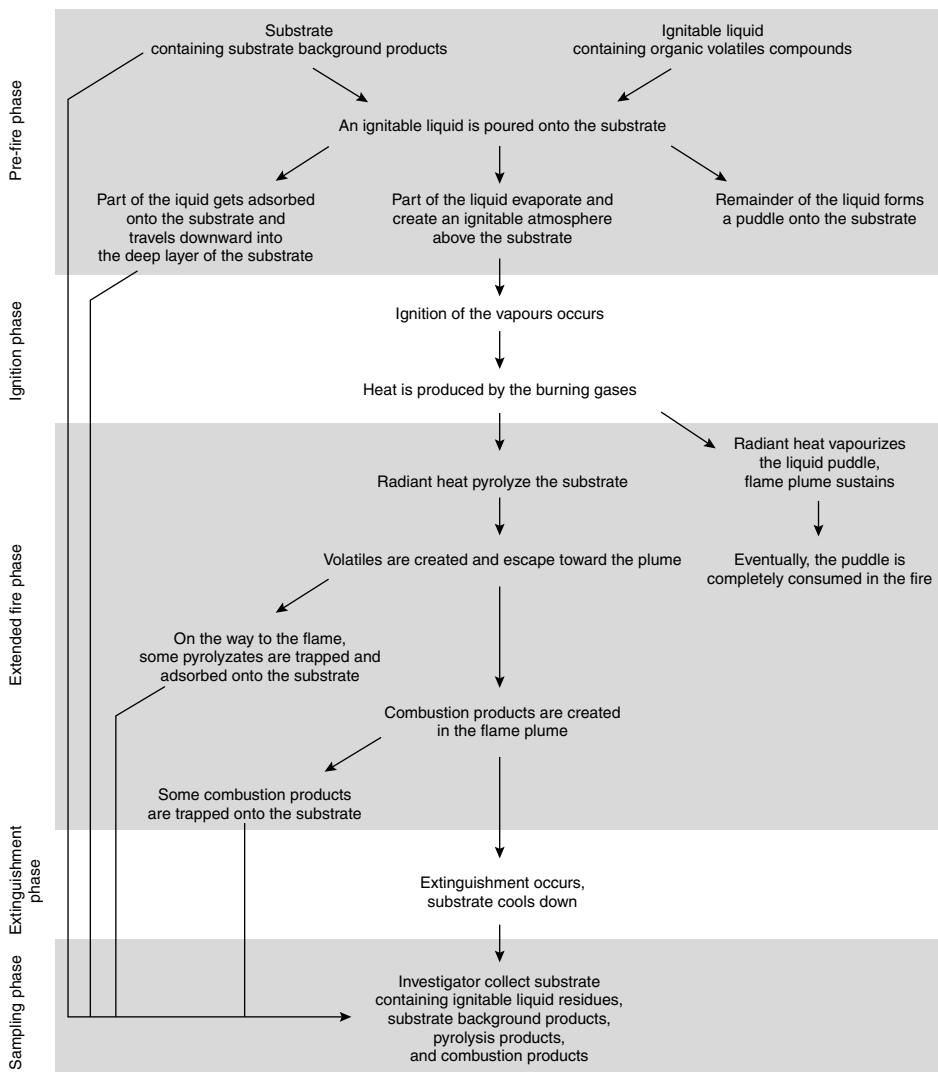 Substrate
containing substrate background products
Ignitable liquid
containing organic volatiles compounds
Pre-fire phase
An ignitable liquid is poured onto the substrate
Part of the iquid gets adsorbed
onto the substrate and
travels downward into
the deep layer of the substrate
Part of the liquid evaporate and
create an ignitable atmosphere
above the substrate
Remainder of the liquid forms
a puddle onto the substrate
Ignition phase
Ignition of the vapours occurs
Heat is produced by the burning gases
Extended fire phase
Radiant heat pyrolyze the substrate
Radiant heat vapourizes
the liquid puddle,
flame plume sustains
Volatiles are created and escape toward the plume
Eventually, the puddle is
completely consumed in the fire
On the way to the flame,
some pyrolyzates are trapped and
adsorbed onto the substrate
Combustion products are created
in the flame plume
Some combustion products
are trapped onto the substrate
Extinguishment
phase
Extinguishment occurs,
substrate cools down
Sampling phase
Investigator collect substrate
containing ignitable liquid residues,
substrate background products,
pyrolysis products,
and combustion products